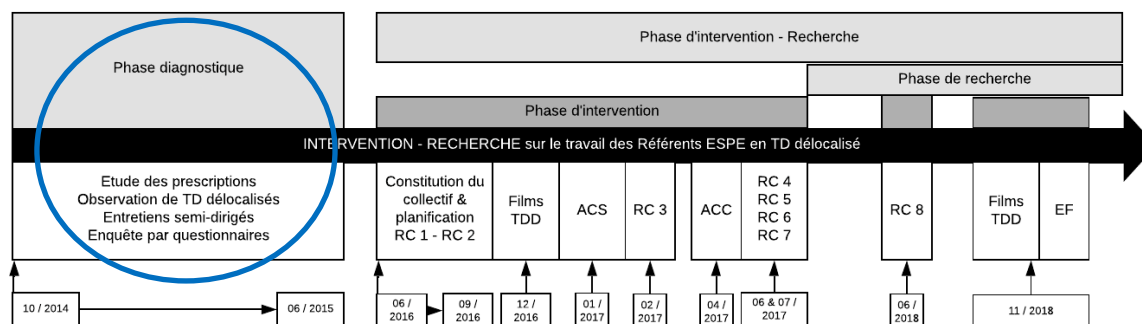 Phase diagnostique
Phase d'intervention - Recherche
Phase de recherche
Phase d'intervention
INTERVENTION - RECHERCHE sur le travail des Référents ESPE en TD délocalisé
Etude des prescriptions
Observation de TD délocalisés
Entretiens semi-dirigés
Enquête par questionnaires
Constitution du
collectif &
planification
RC 1 - RC 2
Films
TDD
ACS
RC 3
ACC
RC 4
RC 5
RC 6
RC 7
RC 8
Films
TDD
EF
10 / 2014
06 / 2015
06 /
2016
09 /
2016
12 /
2016
01 /
2017
02 /
2017
04 /
2017
06 & 07 /
2017
06 /
2018
11 / 2018